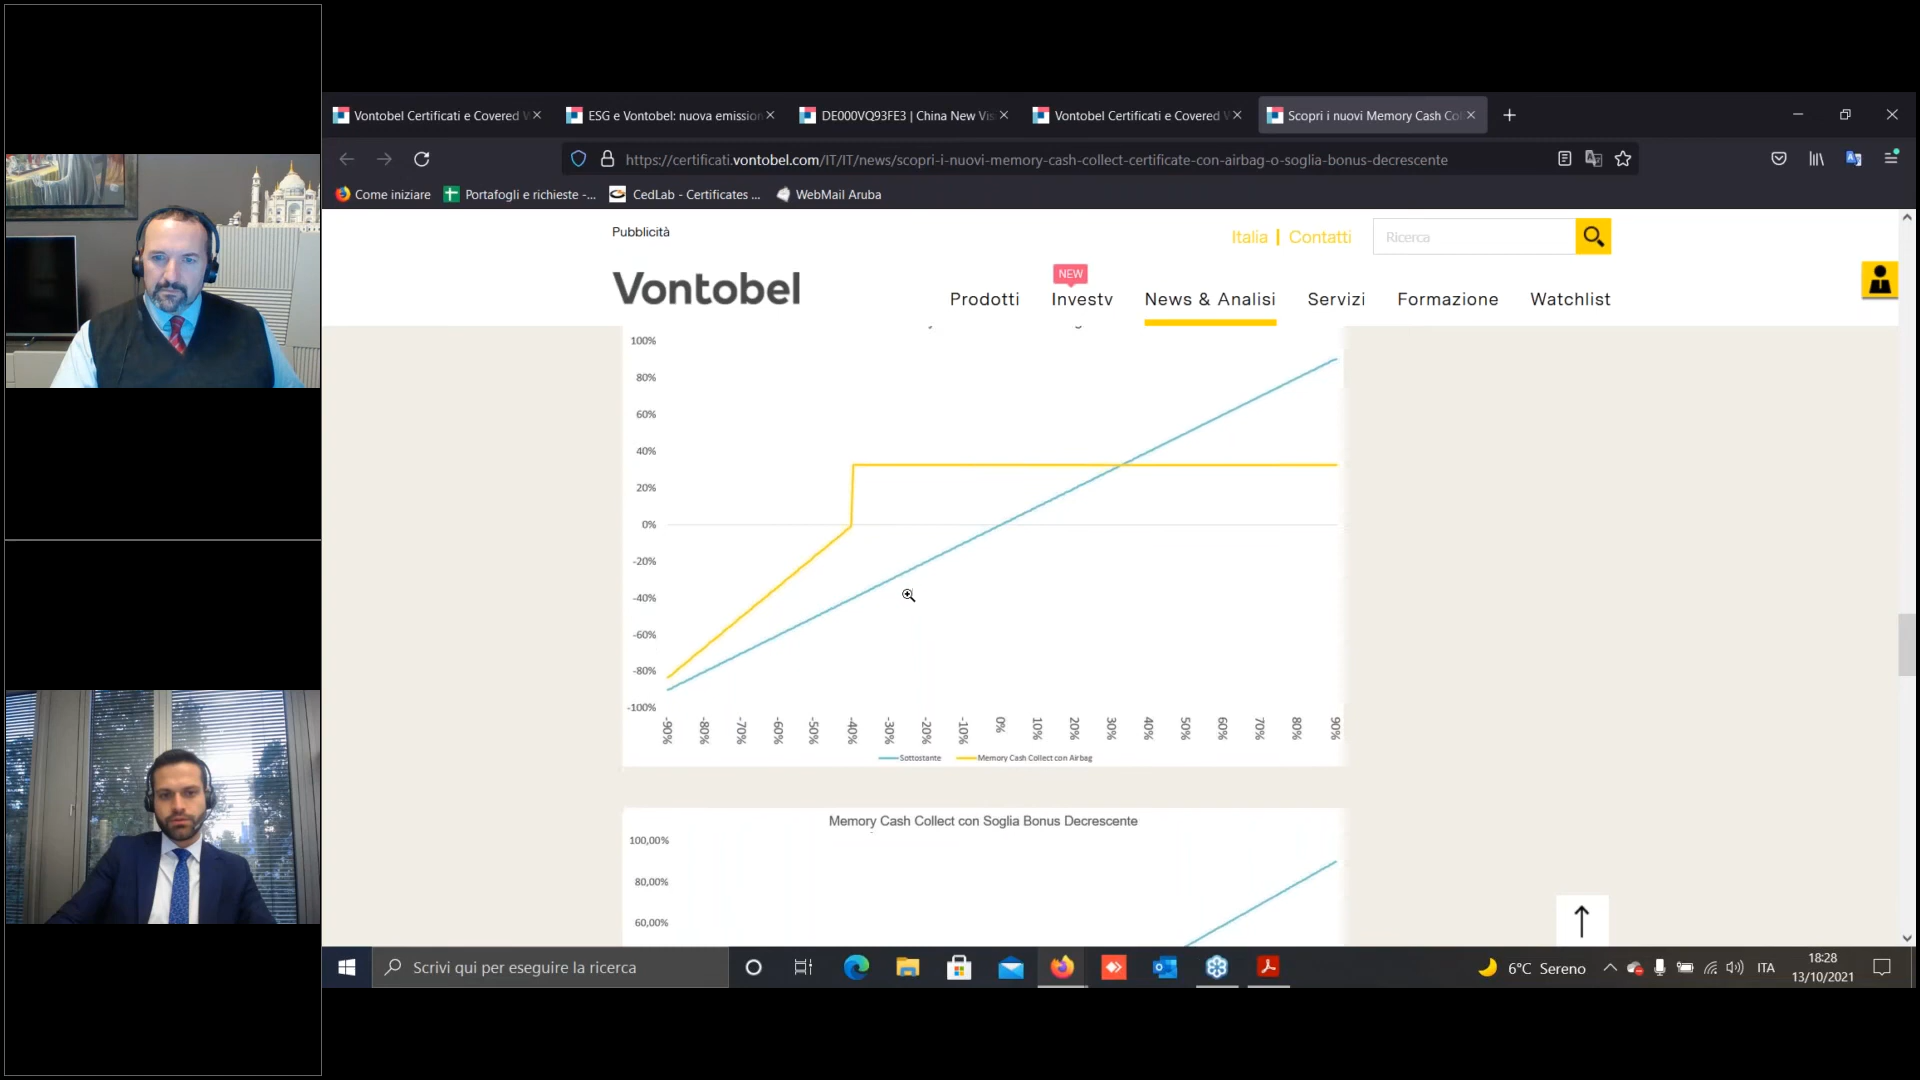 Vontobel Certificati e Covered W
ESG e Vontobel: nuova emission
DE000VQ93FE3 | China New Vis
Vontobel Certificati e Covered W
Scopri i nuovi Memory Cash Col
https://certificati.vontobel.com/IT/IT/news/scopri-i-nuovi-memory-cash-collect-certificate-con-airbag-o-soglia-bonus-decrescente
Come iniziare
Portafogli e richieste -...
CedLab - Certificates ...
WebMail Aruba
Pubblicità
Italia | Contatti
Ricerca
Vontobel
NEW
Prodotti
Investv
News & Analisi
Servizi
Formazione
Watchlist
100%
80%
60%
40%
20%
0%
-20%
-40%
-60%
-80%
-100%
-90%
-80%
-70%
-60%
-50%
-40%
-30%
-20%
-10%
0%
10%
20%
30%
40%
50%
60%
70%
80%
90%
Sottostante
Memory Cash Collect con Airbag
Memory Cash Collect con Soglia Bonus Decrescente
100,00%
80,00%
60,00%
Scrivi qui per eseguire la ricerca
6°C Sereno
ITA
18:28
13/10/2021